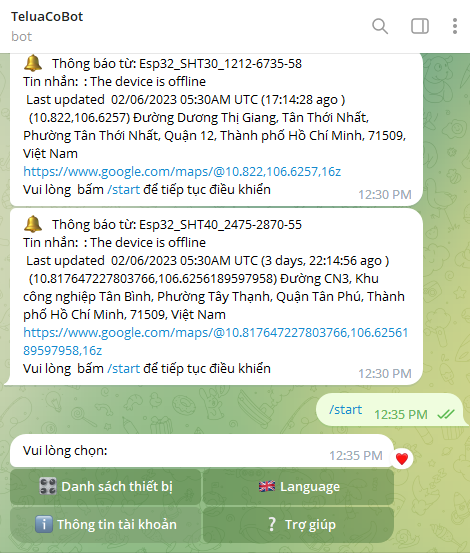 TeluaCoBot
bot
Thông báo từ: Esp32_SHT30_1212-6735-58
Tin nhắn: : The device is offline
Last updated 02/06/2023 05:30AM UTC (17:14:28 ago )
(10.822,106.6257) Đường Dương Thị Giang, Tân Thới Nhất,
Phường Tân Thới Nhất, Quận 12, Thành phố Hồ Chí Minh, 71509,
Việt Nam
https://www.google.com/maps/@10.822,106.6257,16z
Vui lòng bấm /start để tiếp tục điều khiển
12:30 PM
Thông báo từ: Esp32_SHT40_2475-2870-55
Tin nhắn: : The device is offline
Last updated 02/06/2023 05:30AM UTC (3 days, 22:14:56 ago )
(10.817647227803766,106.6256189597958) Đường CN3, Khu
công nghiệp Tân Bình, Phường Tây Thạnh, Quận Tân Phú, Thành
phố Hồ Chí Minh, 71509, Việt Nam
https://www.google.com/maps/@10.817647227803766,106.62561
89597958,16z
Vui lòng bấm /start để tiếp tục điều khiển
12:30 PM
/start 12:35 PM
Vui lòng chọn:
12:35 PM
Danh sách thiết bị
Language
Thông tin tài khoản
Trợ giúp